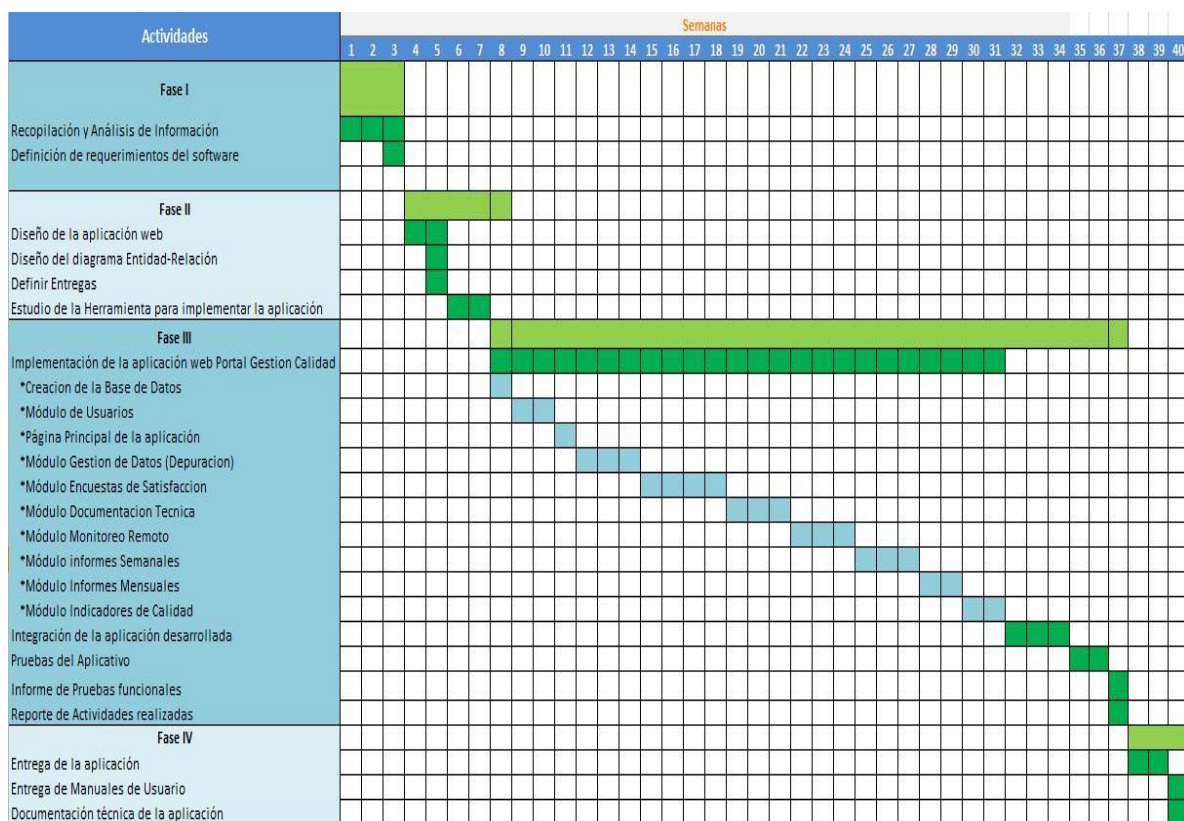 Actividades
Semanas
1 2 3 4 5 6 7 8 9 10 11 12 13 14 15 16 17 18 19 20 21 22 23 24 25 26 27 28 29 30 31 32 33 34 35 36 37 38 39 40
Fase I
Recopilación y Análisis de Información
Definición de requerimientos del software
Fase II
Diseño de la aplicación web
Diseño del diagrama Entidad-Relación
Definir Entregas
Estudio de la Herramienta para implementar la aplicación
Fase III
Implementación de la aplicación web Portal Gestion Calidad
*Creacion de la Base de Datos
*Módulo de Usuarios
*Página Principal de la aplicación
*Módulo Gestion de Datos (Depuracion)
*Módulo Encuestas de Satisfaccion
*Módulo Documentacion Tecnica
*Módulo Monitoreo Remoto
*Módulo informes Semanales
*Módulo Informes Mensuales
*Módulo Indicadores de Calidad
Integración de la aplicación desarrollada
Pruebas del Aplicativo
Informe de Pruebas funcionales
Reporte de Actividades realizadas
Fase IV
Entrega de la aplicación
Entrega de Manuales de Usuario
Documentación técnica de la aplicación